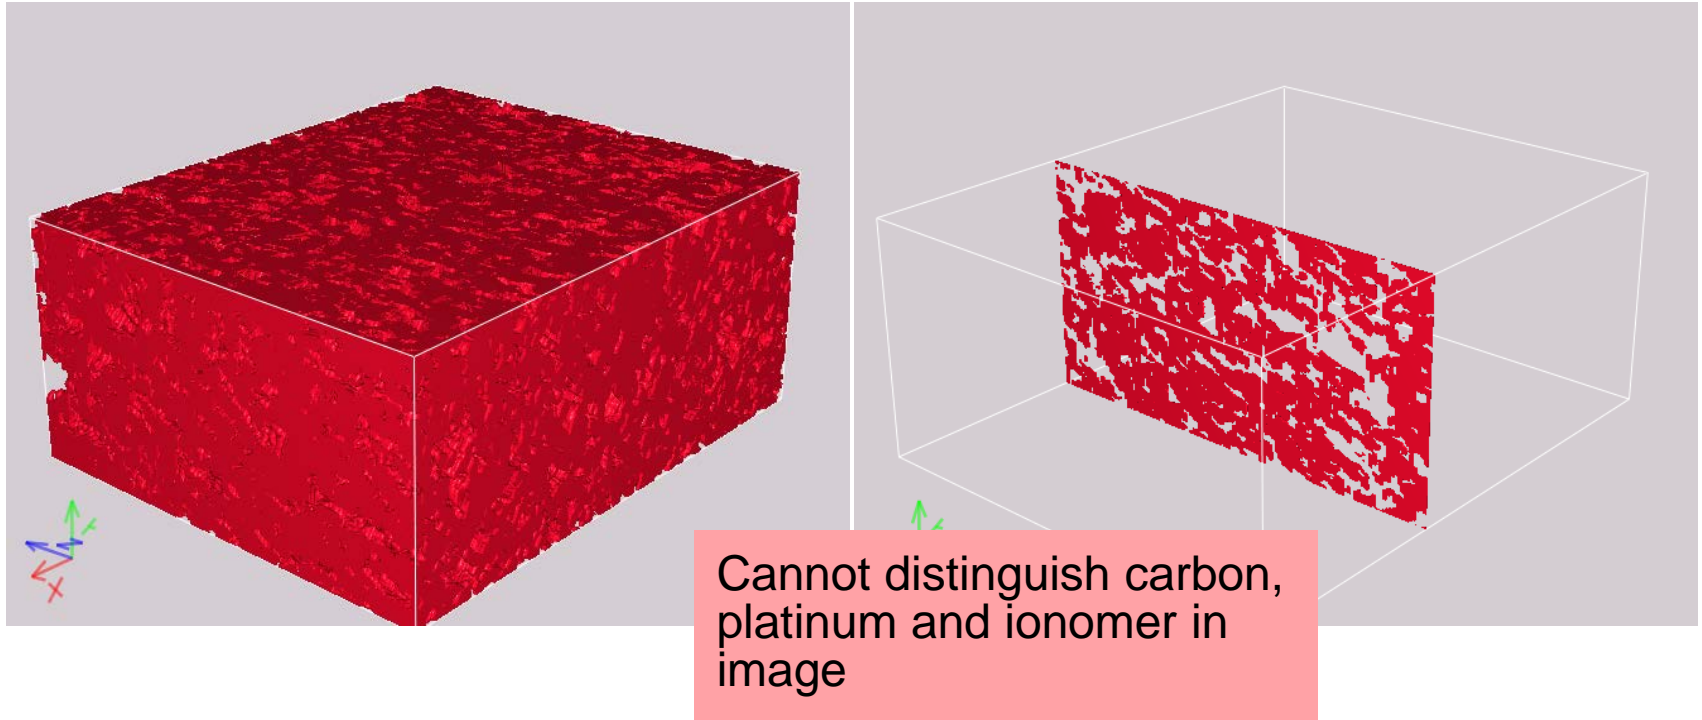 Cannot distinguish carbon,
platinum and ionomer in
image
X
Y
Z